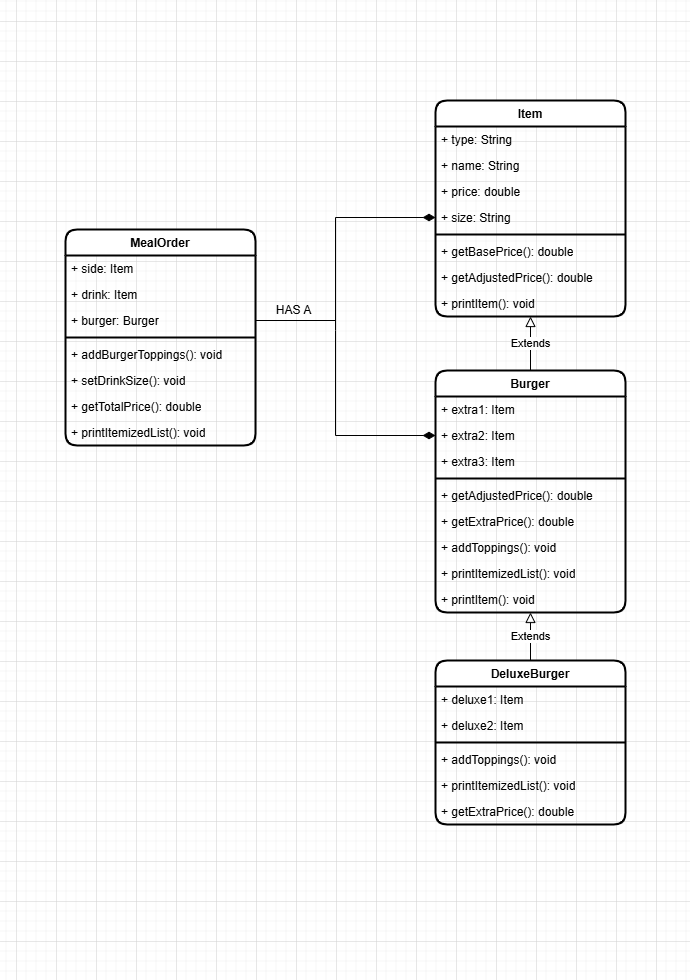 Item
+ type: String
+ name: String
+ price: double
+ size: String
+ getBasePrice(): double
+ getAdjustedPrice(): double
+ printItem(): void
MealOrder
+ side: Item
+ drink: Item
+ burger: Burger
+ addBurgerToppings(): void
+ setDrinkSize(): void
+ getTotalPrice(): double
+ printItemizedList(): void
HAS A
Extends
Burger
+ extra1: Item
+ extra2: Item
+ extra3: Item
+ getAdjustedPrice(): double
+ getExtraPrice(): double
+ addToppings(): void
+ printItemizedList(): void
+ printItem(): void
Extends
DeluxeBurger
+ deluxe1: Item
+ deluxe2: Item
+ addToppings(): void
+ printItemizedList(): void
+ getExtraPrice(): double